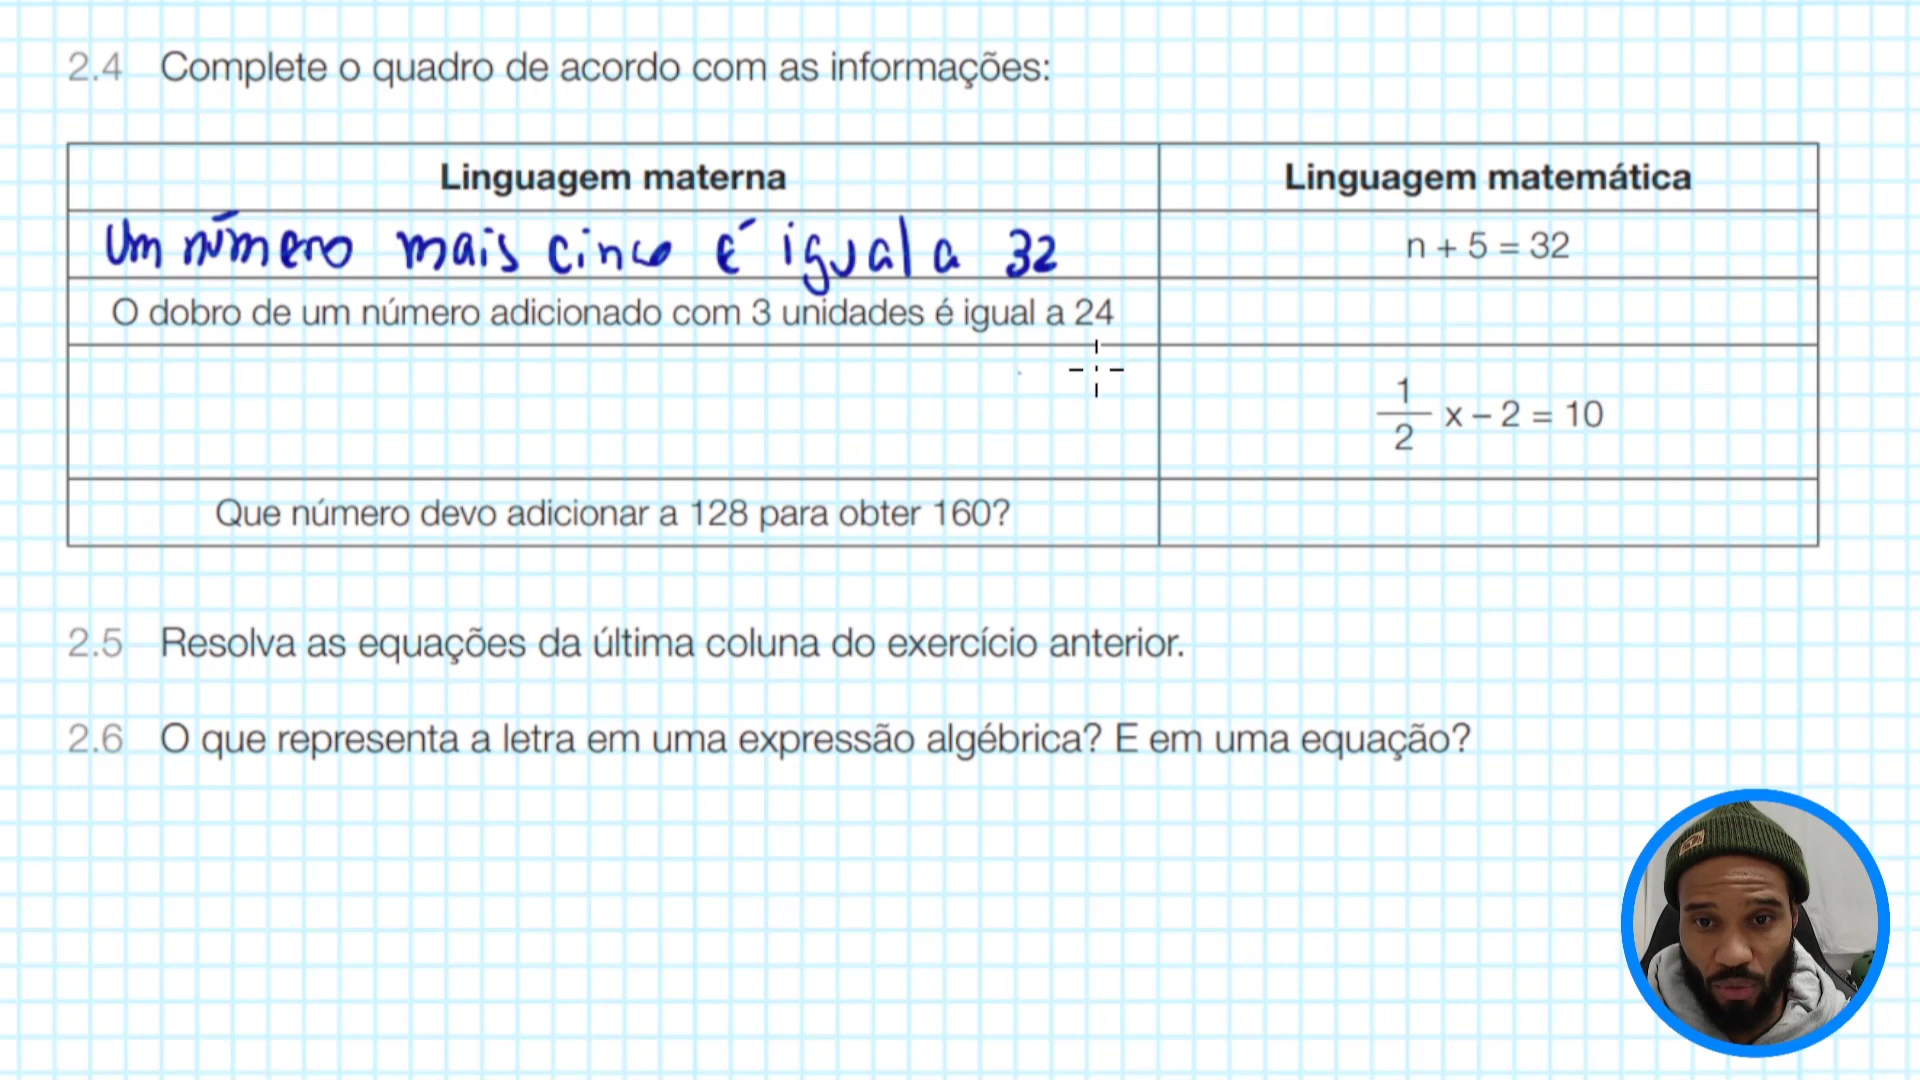 2.4 Complete o quadro de acordo com as informações:
Linguagem materna Linguagem matemática
Um número mais cinco é igual a 32 n + 5 = 32
O dobro de um número adicionado com 3 unidades é igual a 24
1/2 x – 2 = 10
Que número devo adicionar a 128 para obter 160?
2.5 Resolva as equações da última coluna do exercício anterior.
2.6 O que representa a letra em uma expressão algébrica? E em uma equação?